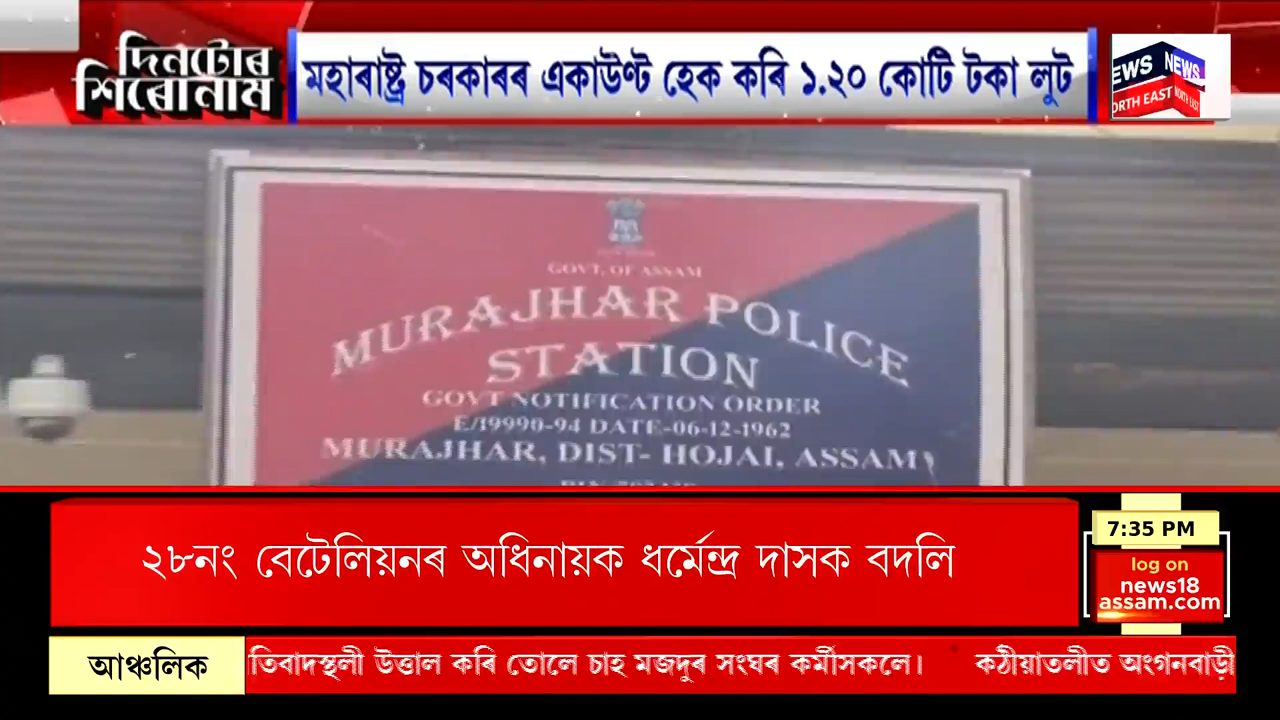 দিনটোৰ
শিৰোনাম
মহাৰাষ্ট্ৰ চৰকাৰৰ একাউণ্ট হেক কৰি ১.২০ কোটি টকা লুট
EWS NEWS
ORTH EAST NORTH EAST
GOVT. OF ASSAM
MURAJHAR POLICE
STATION
GOVT NOTIFICATION ORDER
E/19990-94 DATE-06-12-1962
MURAJHAR, DIST- HOJAI, ASSAM
২৮নং বেটেলিয়নৰ অধিনায়ক ধৰ্মেন্দ্ৰ দাসক বদলি
7:35 PM
log on
news18
assam.com
আঞ্চলিক
তিবাদস্থলী উত্তাল কৰি তোলে চাহ মজদুৰ সংঘৰ কৰ্মীসকলে। কঠীয়াতলীত অংগনবাড়ী